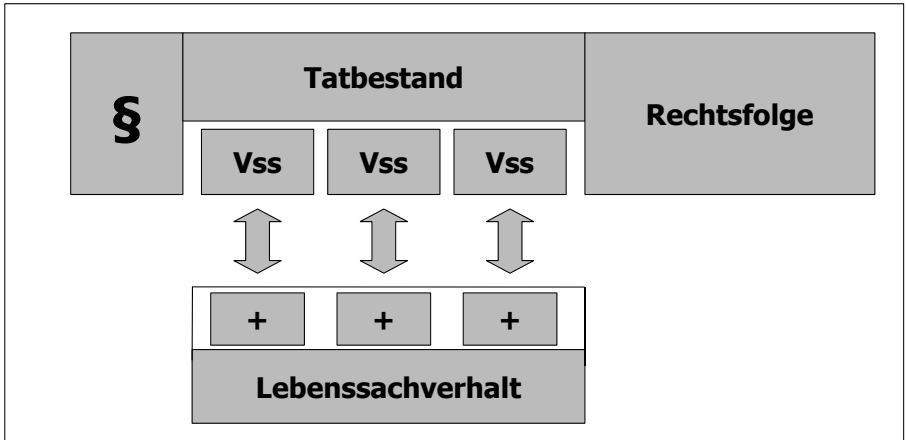 §
Tatbestand
Rechtsfolge
Vss Vss Vss
+ + +
Lebenssachverhalt